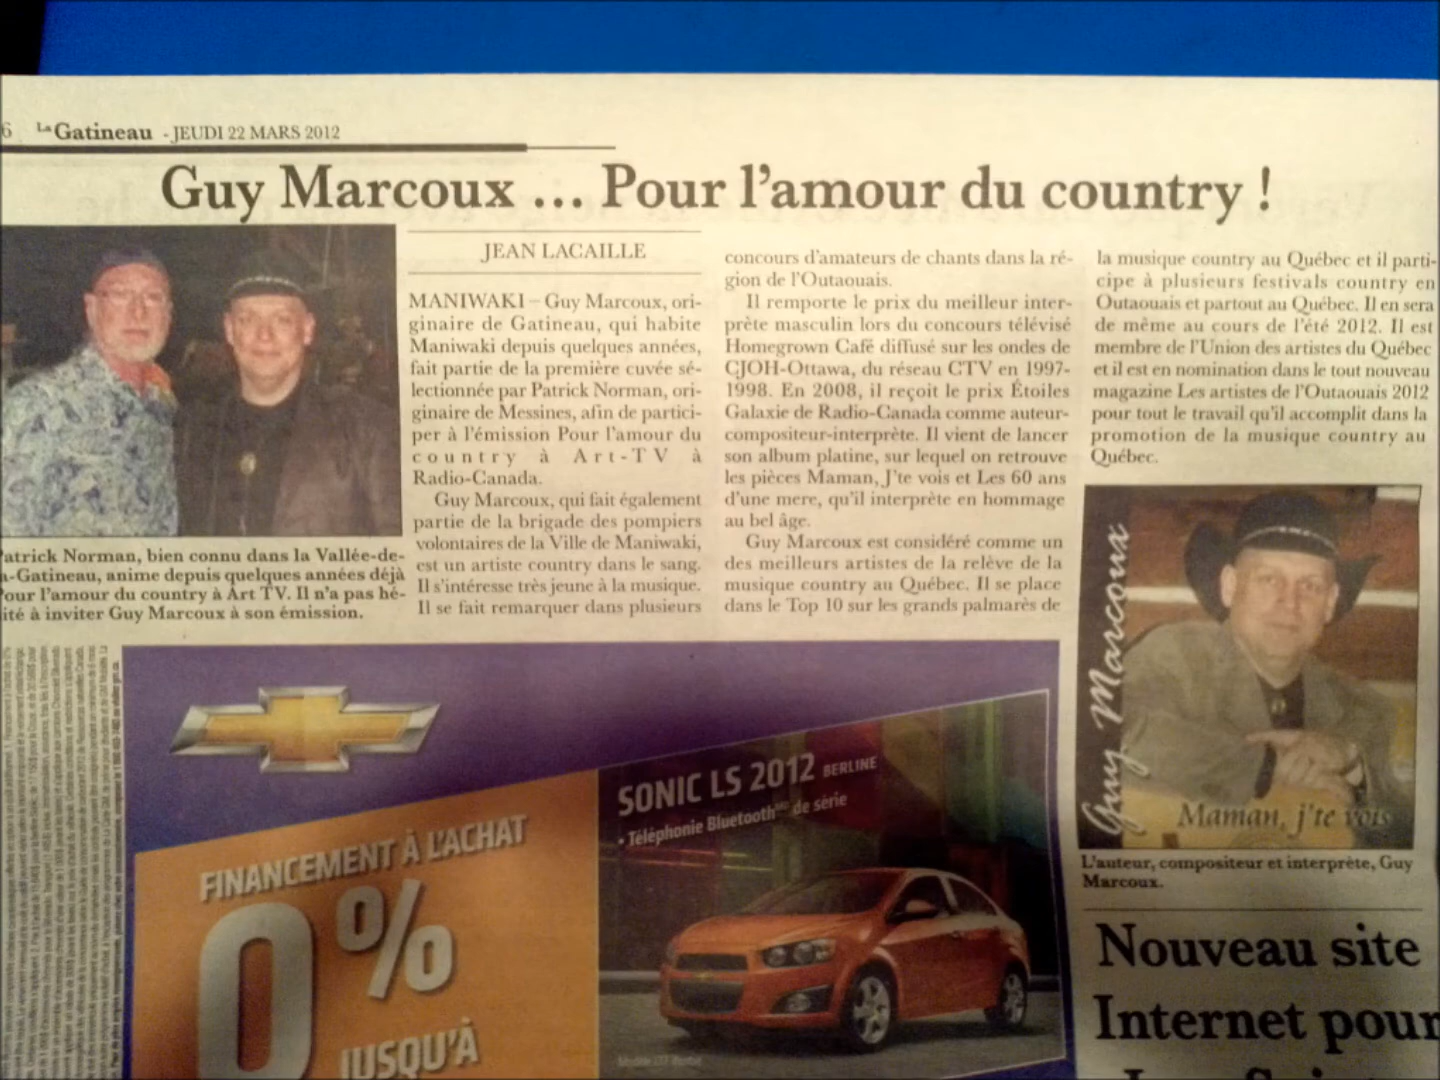 6 La Gatineau - JEUDI 22 MARS 2012
Guy Marcoux ... Pour l'amour du country !
atrick Norman, bien connu dans la Vallée-de-
a-Gatineau, anime depuis quelques années déjà
our l'amour du country à Art TV. Il n'a pas hé-
ité à inviter Guy Marcoux à son émission.
JEAN LACAILLE
MANIWAKI – Guy Marcoux, ori-
ginaire de Gatineau, qui habite
Maniwaki depuis quelques années,
fait partie de la première cuvée sé-
lectionnée par Patrick Norman, ori-
ginaire de Messines, afin de partici-
per à l'émission Pour l'amour du
country à Art-TV à
Radio-Canada.
Guy Marcoux, qui fait également
partie de la brigade des pompiers
volontaires de la Ville de Maniwaki,
est un artiste country dans le sang.
Il s'intéresse très jeune à la musique.
Il se fait remarquer dans plusieurs
concours d'amateurs de chants dans la ré-
gion de l'Outaouais.
Il remporte le prix du meilleur inter-
prète masculin lors du concours télévisé
Homegrown Café diffusé sur les ondes de
CJOH-Ottawa, du réseau CTV en 1997-
1998. En 2008, il reçoit le prix Étoiles
Galaxie de Radio-Canada comme auteur-
compositeur-interprète. Il vient de lancer
son album platine, sur lequel on retrouve
les pièces Maman, J'te vois et Les 60 ans
d'une mere, qu'il interprète en hommage
au bel âge.
Guy Marcoux est considéré comme un
des meilleurs artistes de la relève de la
musique country au Québec. Il se place
dans le Top 10 sur les grands palmarès de
la musique country au Québec et il parti-
cipe à plusieurs festivals country en
Outaouais et partout au Québec. Il en sera
de même au cours de l'été 2012. Il est
membre de l'Union des artistes du Québec
et il est en nomination dans le tout nouveau
magazine Les artistes de l'Outaouais 2012
pour tout le travail qu'il accomplit dans la
promotion de la musique country au
Québec.
Guy Marcoux
Maman, j'te vois
L'auteur, compositeur et interprète, Guy
Marcoux.
SONIC LS 2012 BERLINE
• Téléphonie Bluetooth MD de série
FINANCEMENT À L'ACHAT
0%
JUSQU'À
Nouveau site
Internet pour